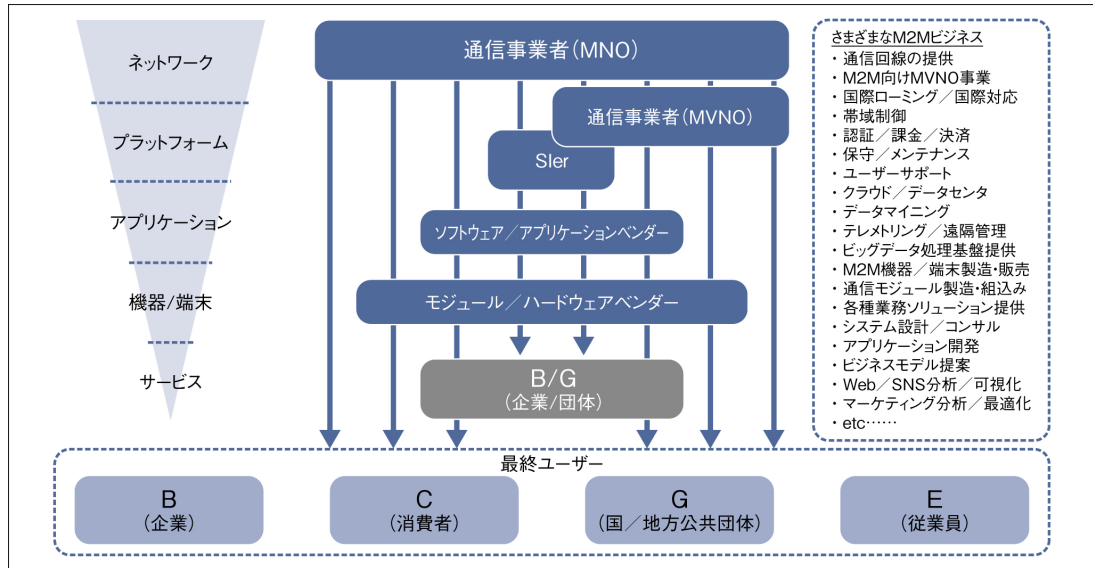 ネットワーク
プラットフォーム
アプリケーション
機器/端末
サービス
通信事業者（MNO）
通信事業者（MVNO）
SIer
ソフトウェア／アプリケーションベンダー
モジュール／ハードウェアベンダー
B/G
（企業/団体）
さまざまなM2Mビジネス
・通信回線の提供
・M2M向けMVNO事業
・国際ローミング／国際対応
・帯域制御
・認証／課金／決済
・保守／メンテナンス
・ユーザーサポート
・クラウド／データセンタ
・データマイニング
・テレメトリング／遠隔管理
・ビッグデータ処理基盤提供
・M2M機器／端末製造・販売
・通信モジュール製造・組込み
・各種業務ソリューション提供
・システム設計／コンサル
・アプリケーション開発
・ビジネスモデル提案
・Web／SNS分析／可視化
・マーケティング分析／最適化
・etc……
最終ユーザー
B
（企業）
C
（消費者）
G
（国／地方公共団体）
E
（従業員）